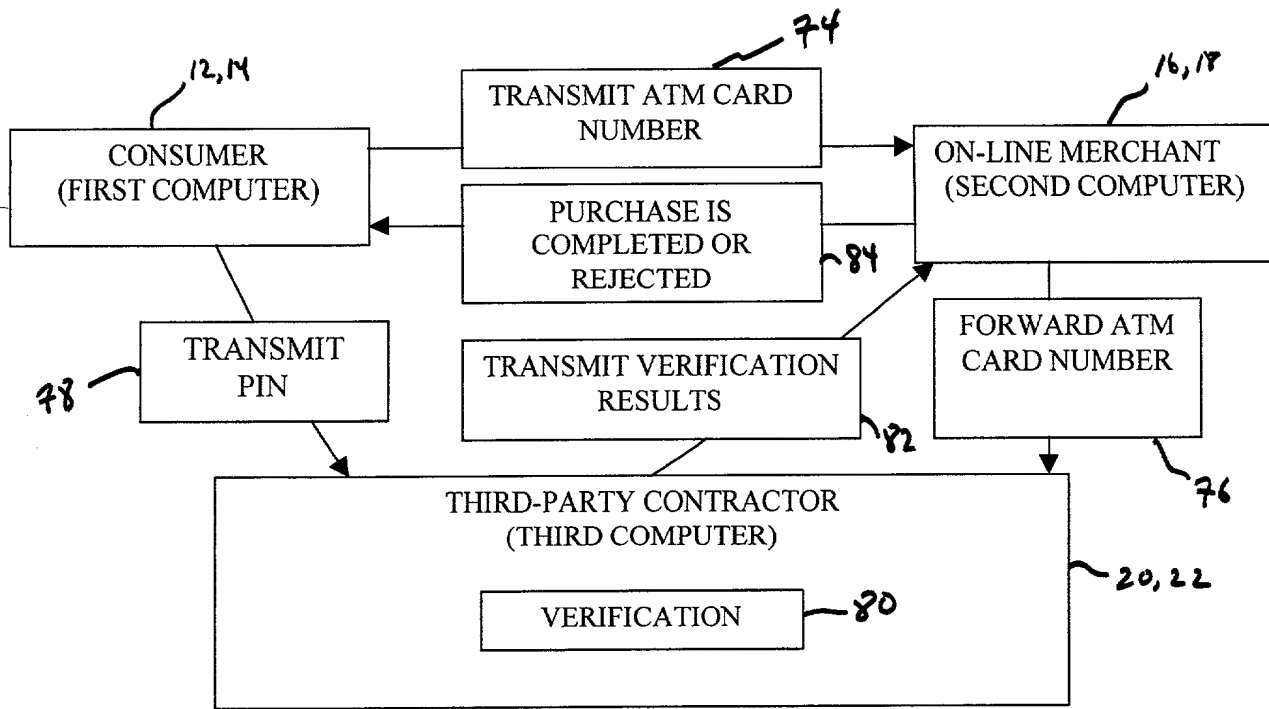 74
12,14
16,18
TRANSMIT ATM CARD
NUMBER
CONSUMER
(FIRST COMPUTER)
ON-LINE MERCHANT
(SECOND COMPUTER)
PURCHASE IS
COMPLETED OR
REJECTED
84
TRANSMIT
PIN
78
TRANSMIT VERIFICATION
RESULTS
82
FORWARD ATM
CARD NUMBER
76
THIRD-PARTY CONTRACTOR
(THIRD COMPUTER)
20,22
VERIFICATION
80